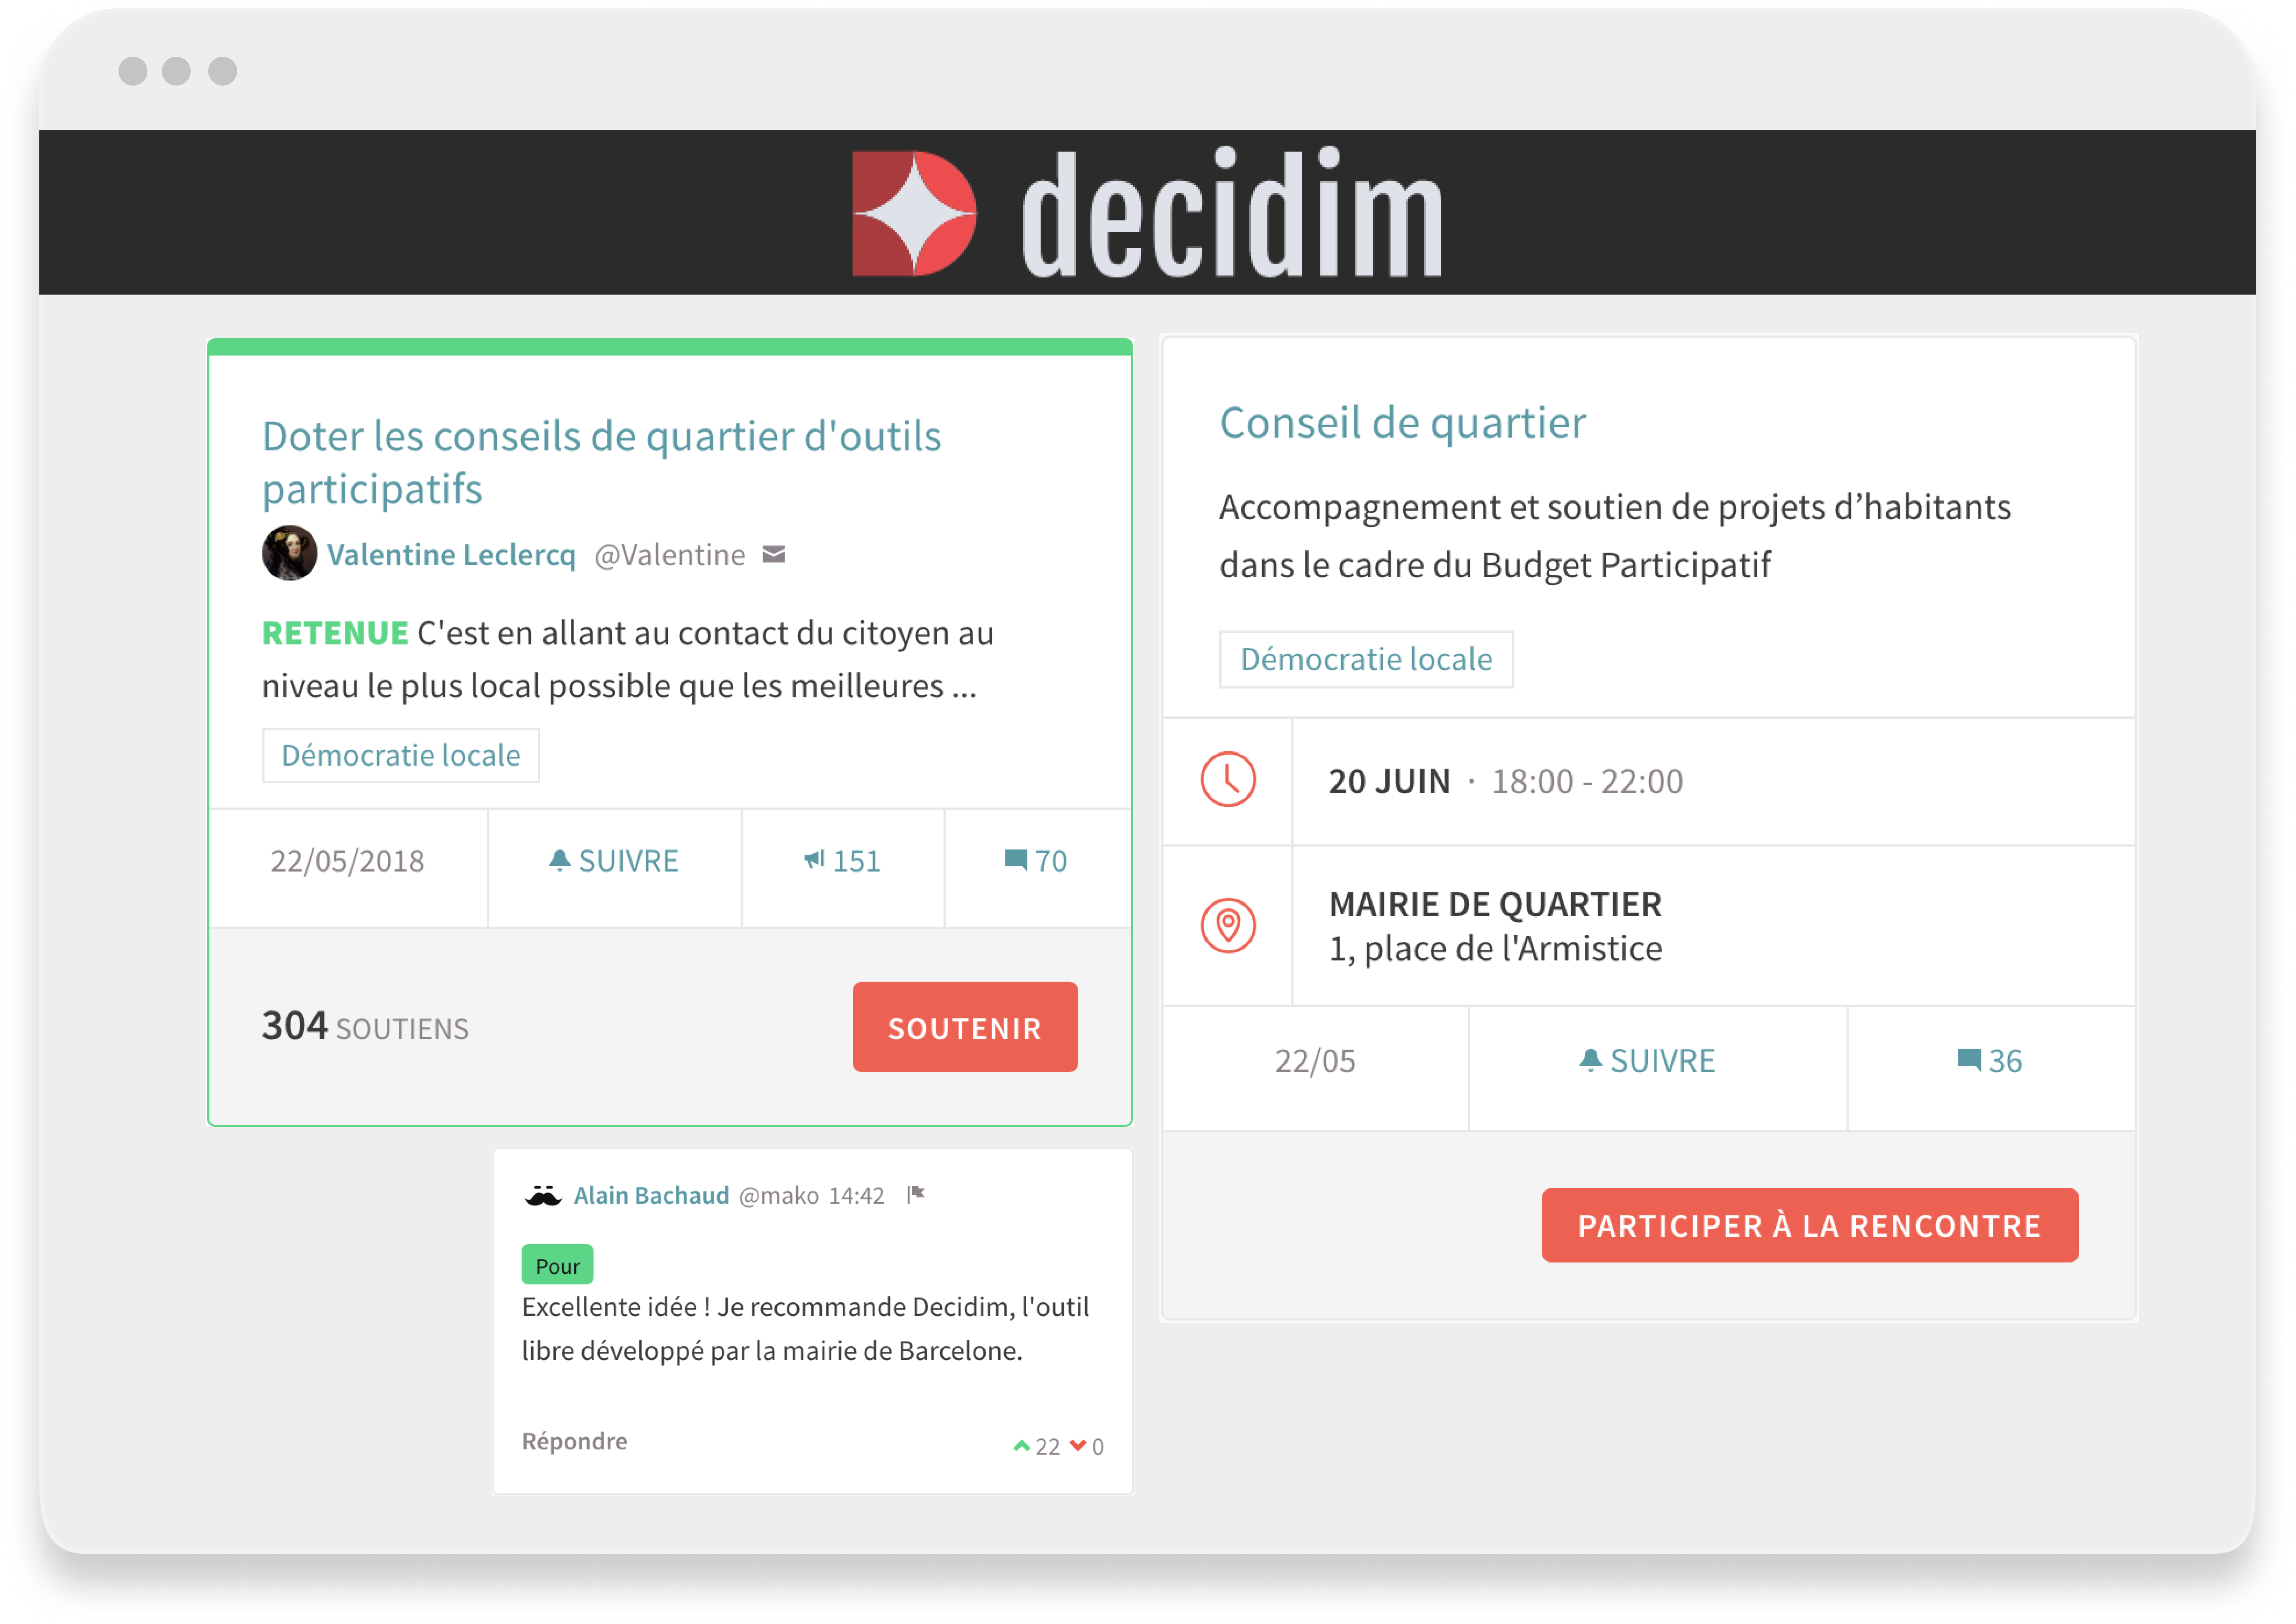 decidim
Doter les conseils de quartier d'outils
participatifs
Valentine Leclercq @Valentine
RETENUE C'est en allant au contact du citoyen au
niveau le plus local possible que les meilleures ...
Démocratie locale
22/05/2018 SUIVRE 151 70
304 SOUTIENS SOUTENIR
Alain Bachaud @mako 14:42
Pour
Excellente idée ! Je recommande Decidim, l'outil
libre développé par la mairie de Barcelone.
Répondre 22 0
Conseil de quartier
Accompagnement et soutien de projets d’habitants
dans le cadre du Budget Participatif
Démocratie locale
20 JUIN · 18:00 - 22:00
MAIRIE DE QUARTIER
1, place de l'Armistice
22/05 SUIVRE 36
PARTICIPER À LA RENCONTRE